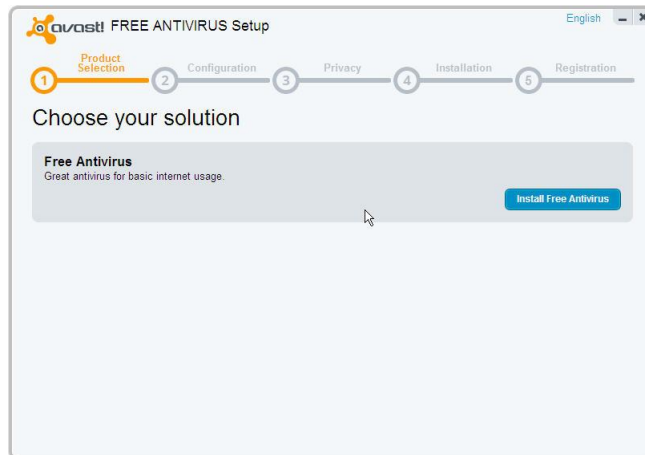 avast! FREE ANTIVIRUS Setup
English
1 Product Selection
2 Configuration
3 Privacy
4 Installation
5 Registration
Choose your solution
Free Antivirus
Great antivirus for basic internet usage.
Install Free Antivirus